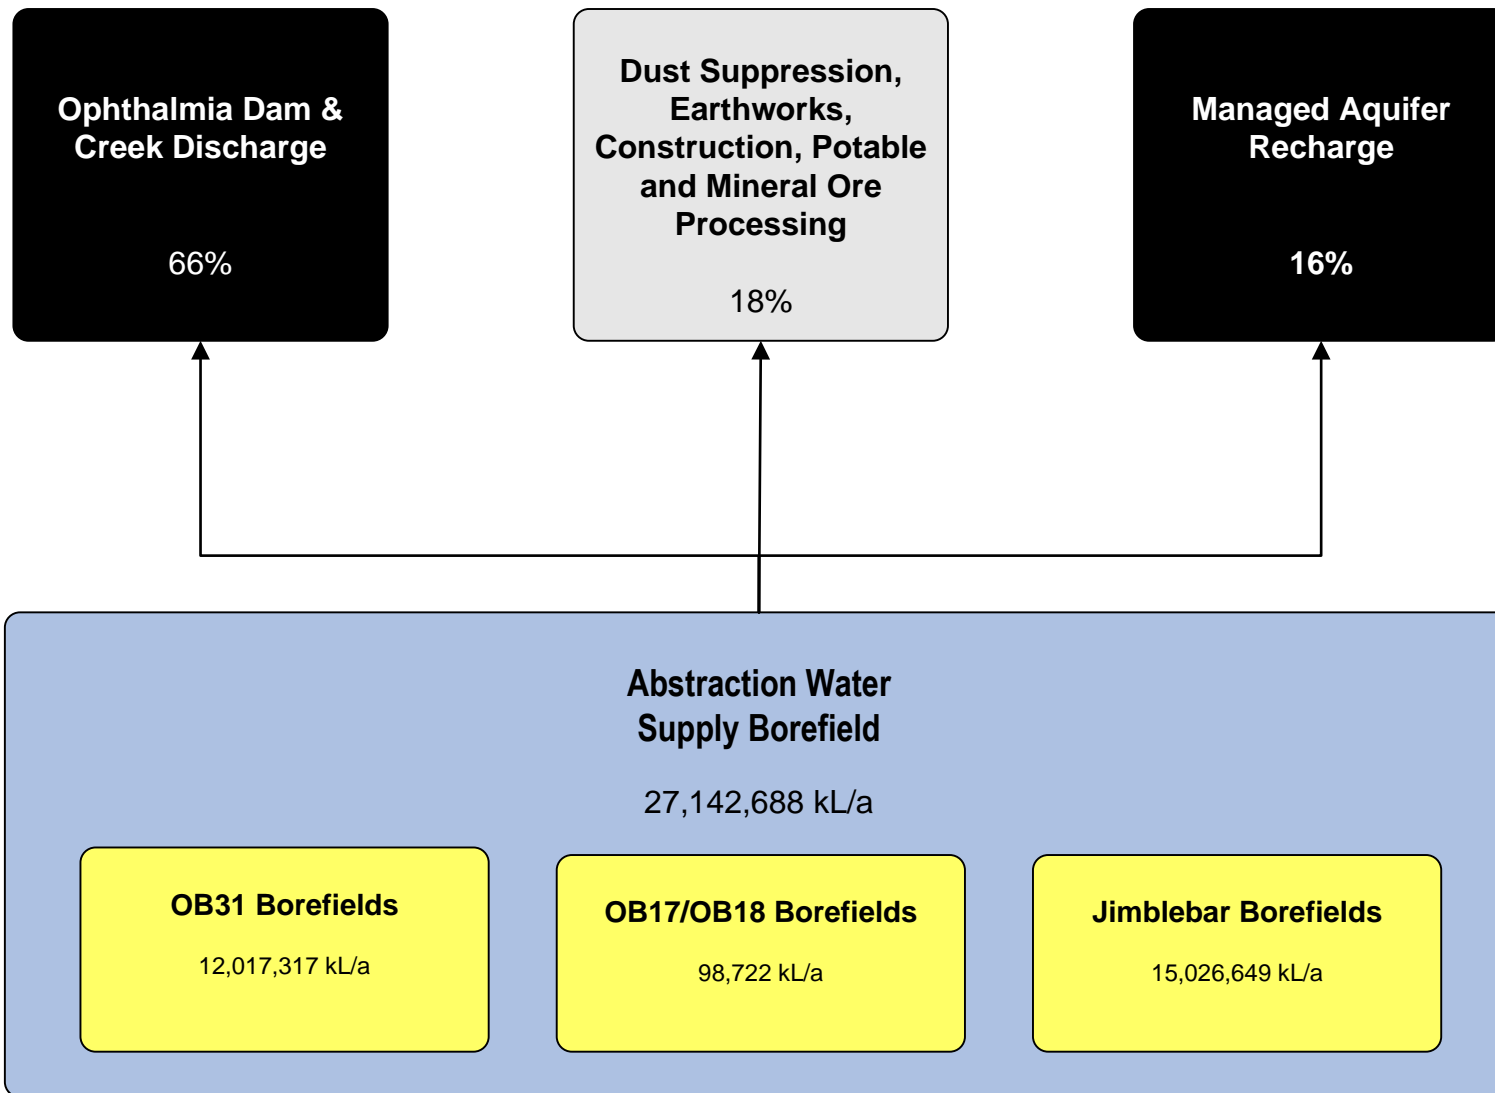 Ophthalmia Dam &
Creek Discharge
66%
Dust Suppression,
Earthworks,
Construction, Potable
and Mineral Ore
Processing
18%
Managed Aquifer
Recharge
16%
Abstraction Water
Supply Borefield
27,142,688 kL/a
OB31 Borefields
12,017,317 kL/a
OB17/OB18 Borefields
98,722 kL/a
Jimblebar Borefields
15,026,649 kL/a